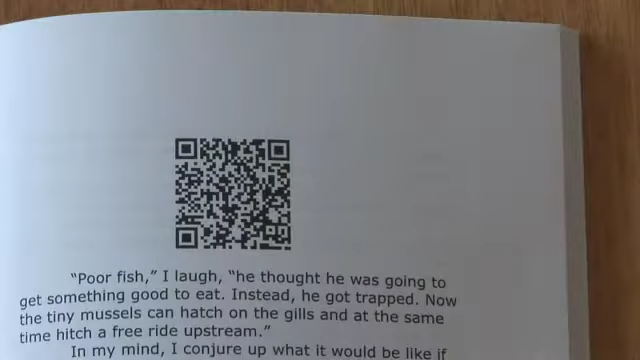 “Poor fish,” I laugh, “he thought he was going to
get something good to eat. Instead, he got trapped. Now
the tiny mussels can hatch on the gills and at the same
time hitch a free ride upstream.”
In my mind, I conjure up what it would be like if